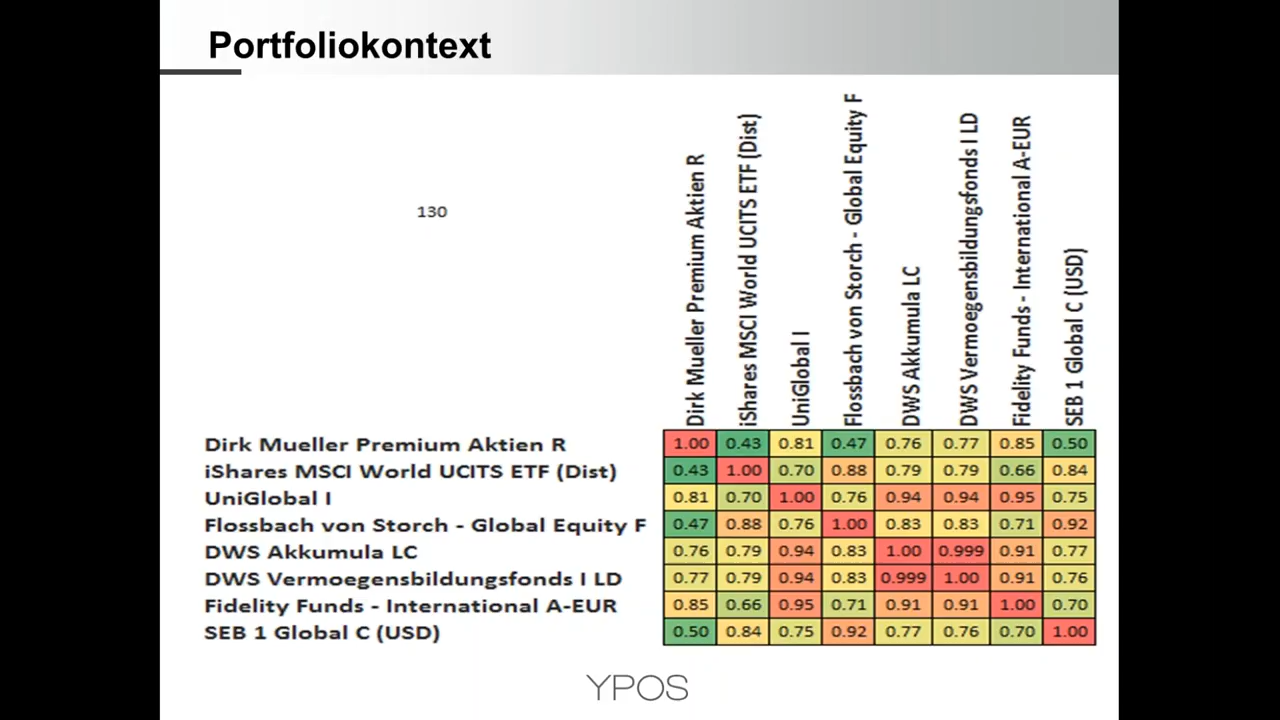 Portfoliokontext
130
Dirk Mueller Premium Aktien R
iShares MSCI World UCITS ETF (Dist)
UniGlobal I
Flossbach von Storch - Global Equity F
DWS Akkumula LC
DWS Vermoegensbildungsfonds I LD
Fidelity Funds - International A-EUR
SEB 1 Global C (USD)
Dirk Mueller Premium Aktien R 1.00 0.43 0.81 0.47 0.76 0.77 0.85 0.50
iShares MSCI World UCITS ETF (Dist) 0.43 1.00 0.70 0.88 0.79 0.79 0.66 0.84
UniGlobal I 0.81 0.70 1.00 0.76 0.94 0.94 0.95 0.75
Flossbach von Storch - Global Equity F 0.47 0.88 0.76 1.00 0.83 0.83 0.71 0.92
DWS Akkumula LC 0.76 0.79 0.94 0.83 1.00 0.999 0.91 0.77
DWS Vermoegensbildungsfonds I LD 0.77 0.79 0.94 0.83 0.999 1.00 0.91 0.76
Fidelity Funds - International A-EUR 0.85 0.66 0.95 0.71 0.91 0.91 1.00 0.70
SEB 1 Global C (USD) 0.50 0.84 0.75 0.92 0.77 0.76 0.70 1.00
YPOS